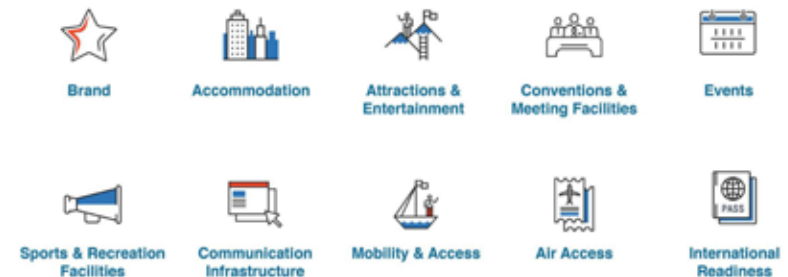 Brand
Accommodation
Attractions &
Entertainment
Conventions &
Meeting Facilities
Events
PASS
Sports & Recreation
Facilities
Communication
Infrastructure
Mobility & Access
Air Access
International
Readiness